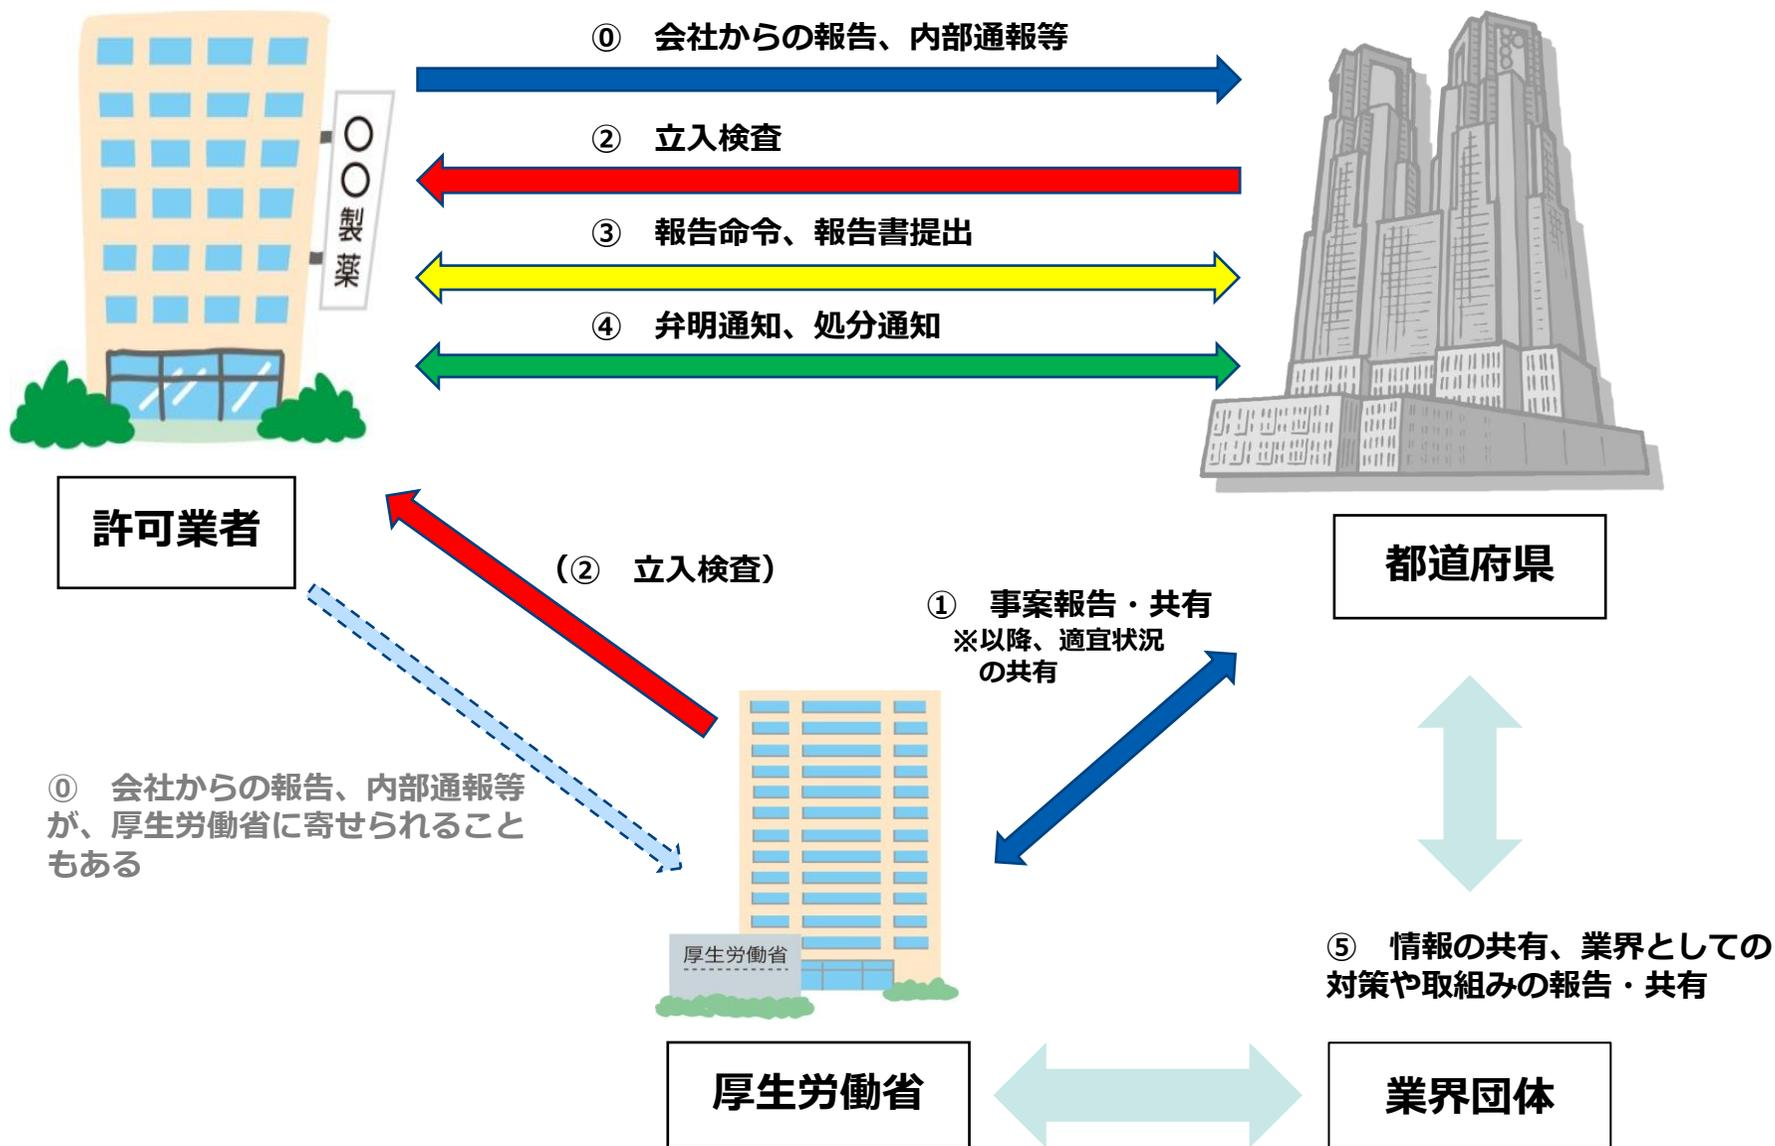 ⓪　会社からの報告、内部通報等
②　立入検査
③　報告命令、報告書提出
④　弁明通知、処分通知
〇〇製薬
許可業者
都道府県
（②　立入検査）
①　事案報告・共有
※以降、適宜状況
の共有
⓪　会社からの報告、内部通報等
が、厚生労働省に寄せられること
もある
厚生労働省
⑤　情報の共有、業界としての
対策や取組みの報告・共有
厚生労働省
業界団体